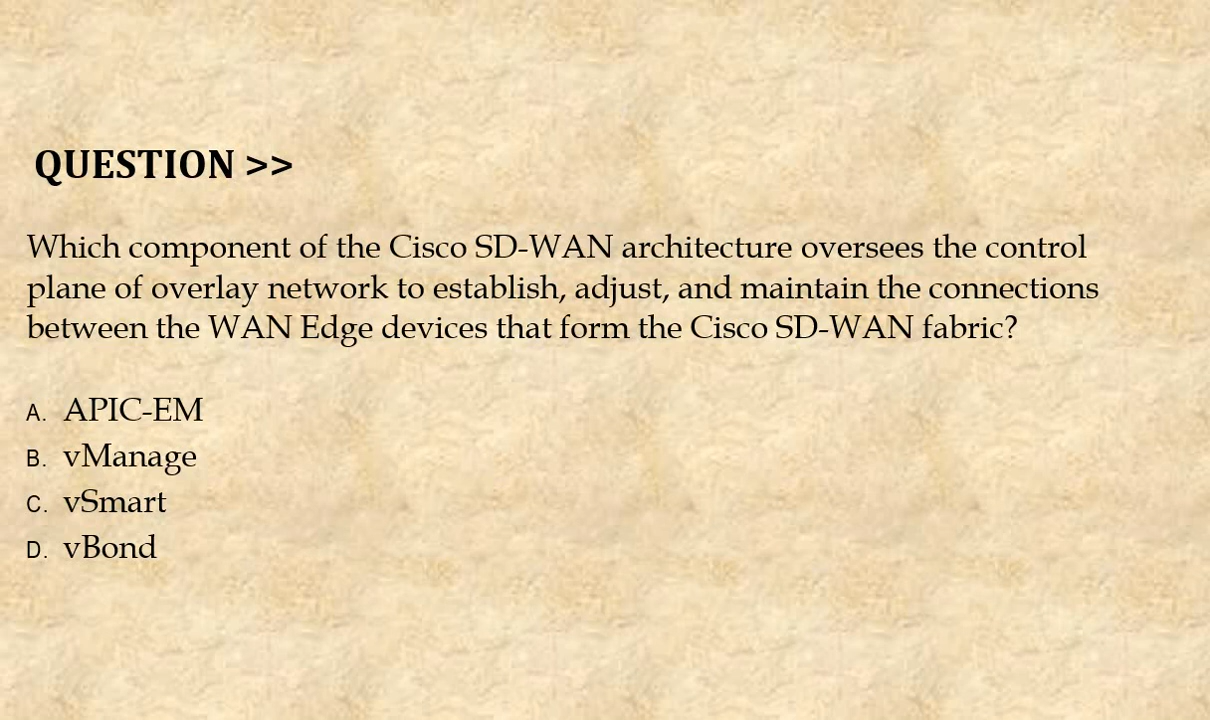 QUESTION >>
Which component of the Cisco SD-WAN architecture oversees the control
plane of overlay network to establish, adjust, and maintain the connections
between the WAN Edge devices that form the Cisco SD-WAN fabric?
A. APIC-EM
B. vManage
C. vSmart
D. vBond